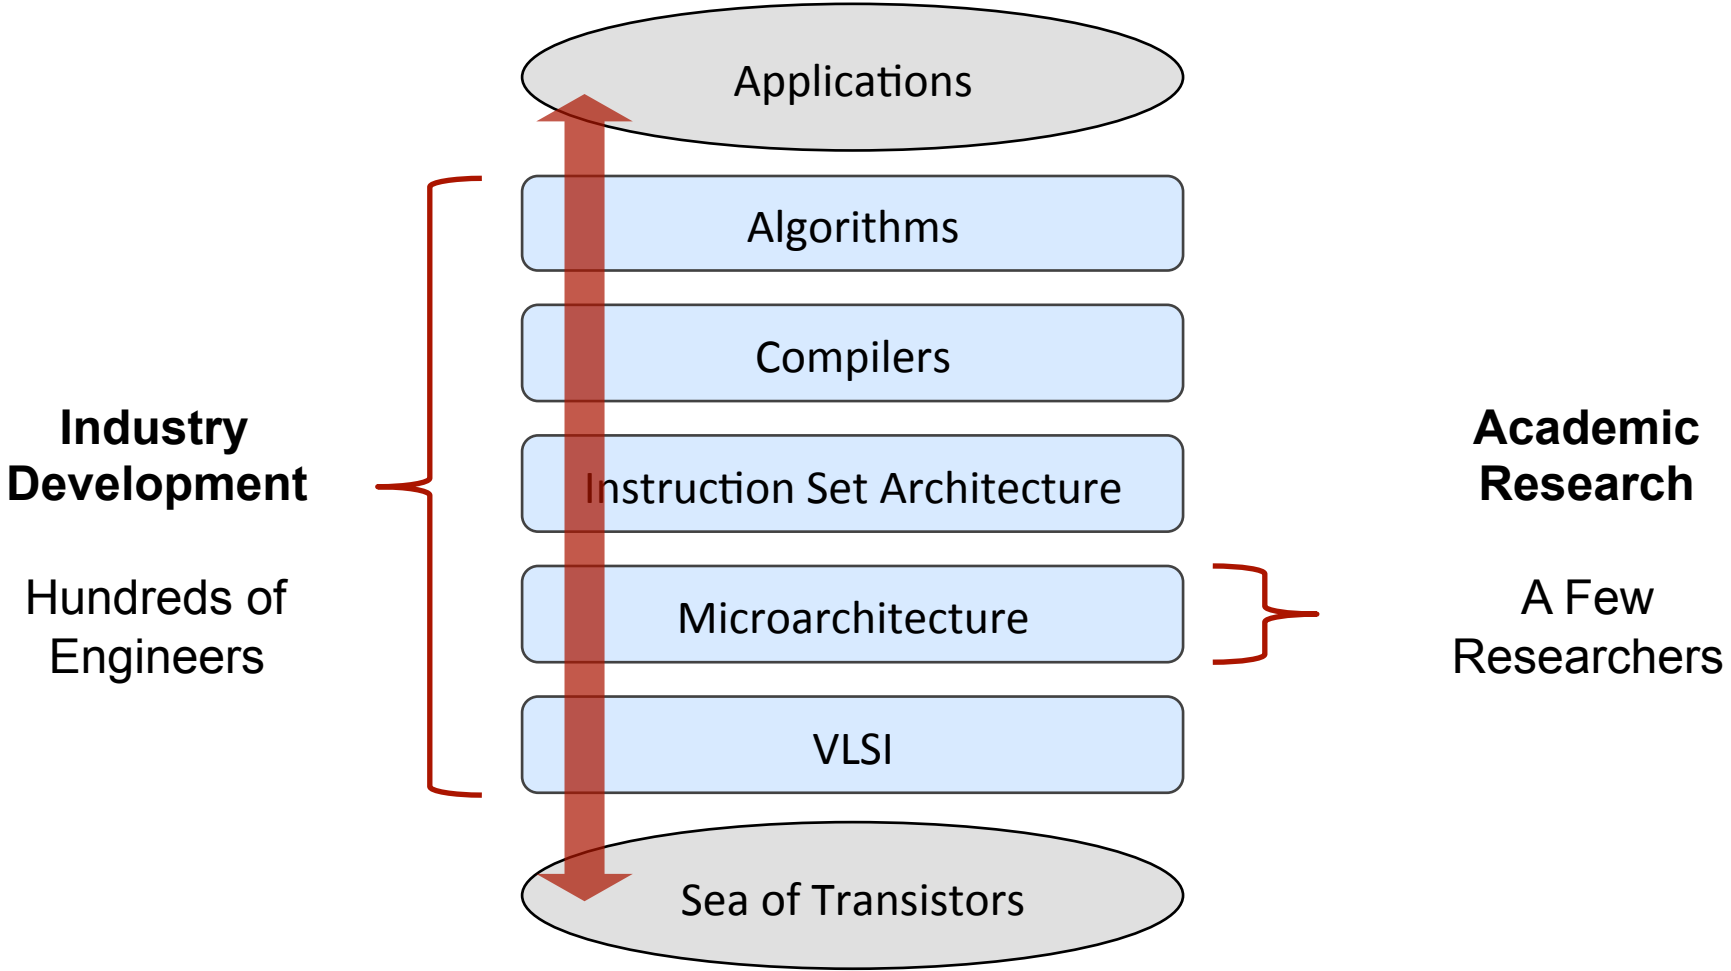 Applications
Algorithms
Compilers
Instruction Set Architecture
Microarchitecture
VLSI
Sea of Transistors
Industry
Development
Hundreds of
Engineers
Academic
Research
A Few
Researchers